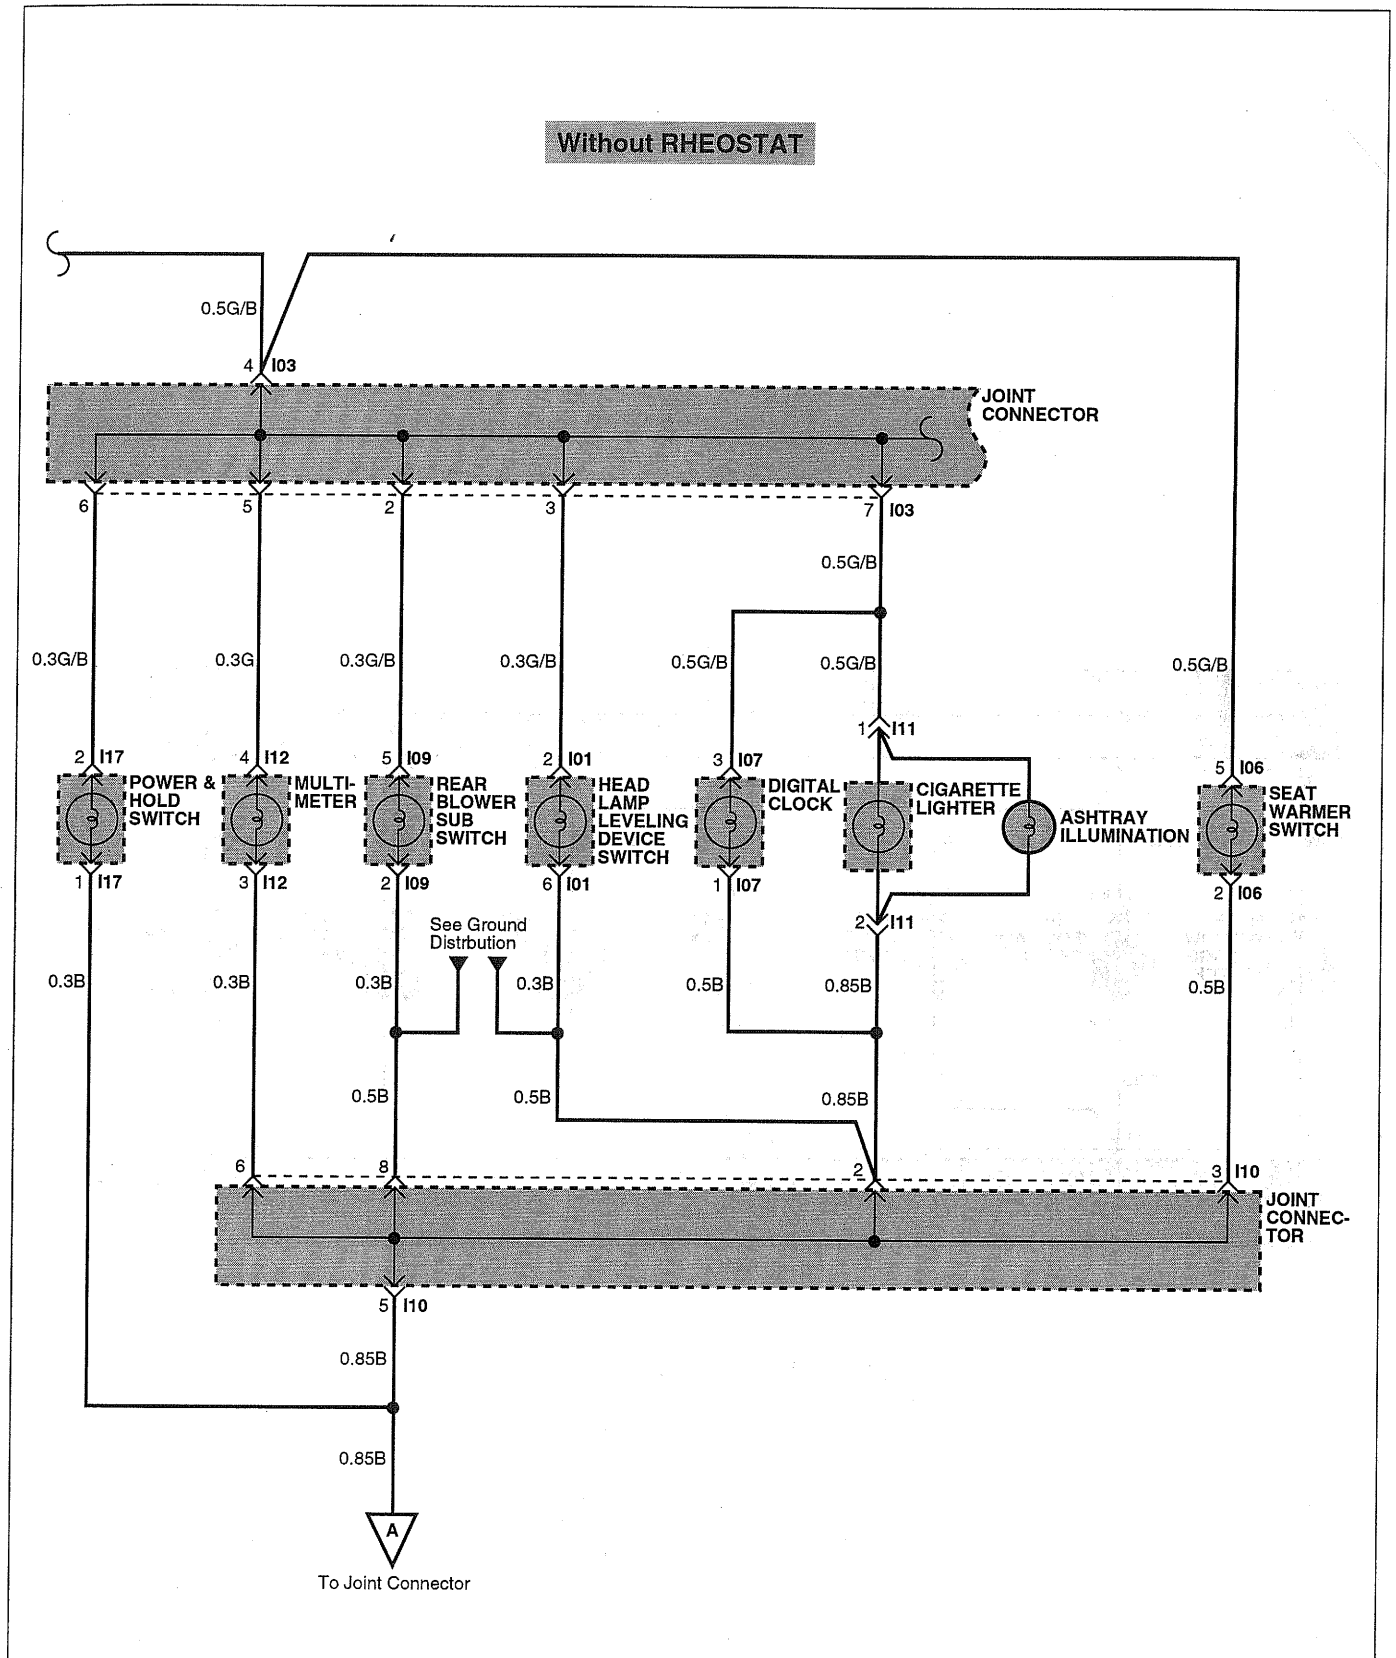 Without RHEOSTAT
0.5G/B
4 I03
JOINT
CONNECTOR
6
5
2
3
7 I03
0.5G/B
0.3G/B
0.3G
0.3G/B
0.3G/B
0.5G/B
0.5G/B
0.5G/B
1 I11
2 I17
4 I12
5 I09
2 I01
3 I07
5 I06
POWER &
HOLD
SWITCH
MULTI-
METER
REAR
BLOWER
SUB
SWITCH
HEAD
LAMP
LEVELING
DEVICE
SWITCH
DIGITAL
CLOCK
CIGARETTE
LIGHTER
ASHTRAY
ILLUMINATION
SEAT
WARMER
SWITCH
1 I17
3 I12
2 I09
6 I01
1 I07
2 I11
2 I06
See Ground
Distrbution
0.3B
0.3B
0.3B
0.3B
0.5B
0.85B
0.5B
0.5B
0.5B
0.85B
6
8
2
3 I10
JOINT
CONNEC-
TOR
5 I10
0.85B
0.85B
A
To Joint Connector